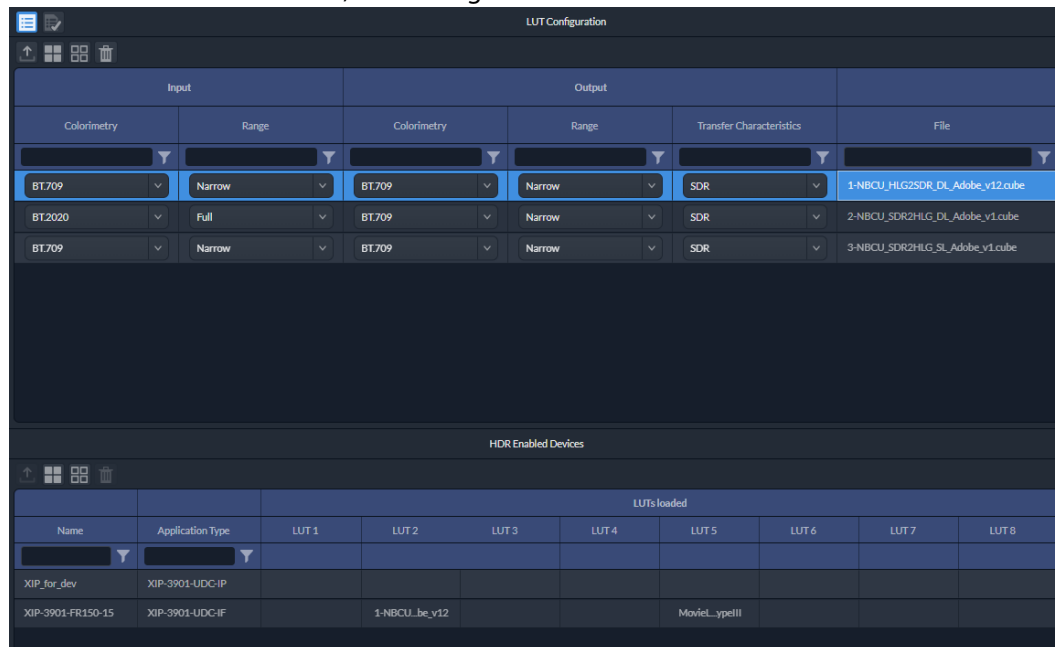 LUT Configuration
Input Output
Colorimetry Range Colorimetry Range Transfer Characteristics File
BT.709 Narrow BT.709 Narrow SDR 1-NBCU_HLG2SDR_DL_Adobe_v12.cube
BT.2020 Full BT.709 Narrow SDR 2-NBCU_SDR2HLG_DL_Adobe_v1.cube
BT.709 Narrow BT.709 Narrow SDR 3-NBCU_SDR2HLG_SL_Adobe_v1.cube
HDR Enabled Devices
LUTs loaded
Name Application Type LUT 1 LUT 2 LUT 3 LUT 4 LUT 5 LUT 6 LUT 7 LUT 8
XIP_for_dev XIP-3901-UDC-IP
XIP-3901-FR150-15 XIP-3901-UDC-IF 1-NBCU...be_v12 MovieL...ypeIII